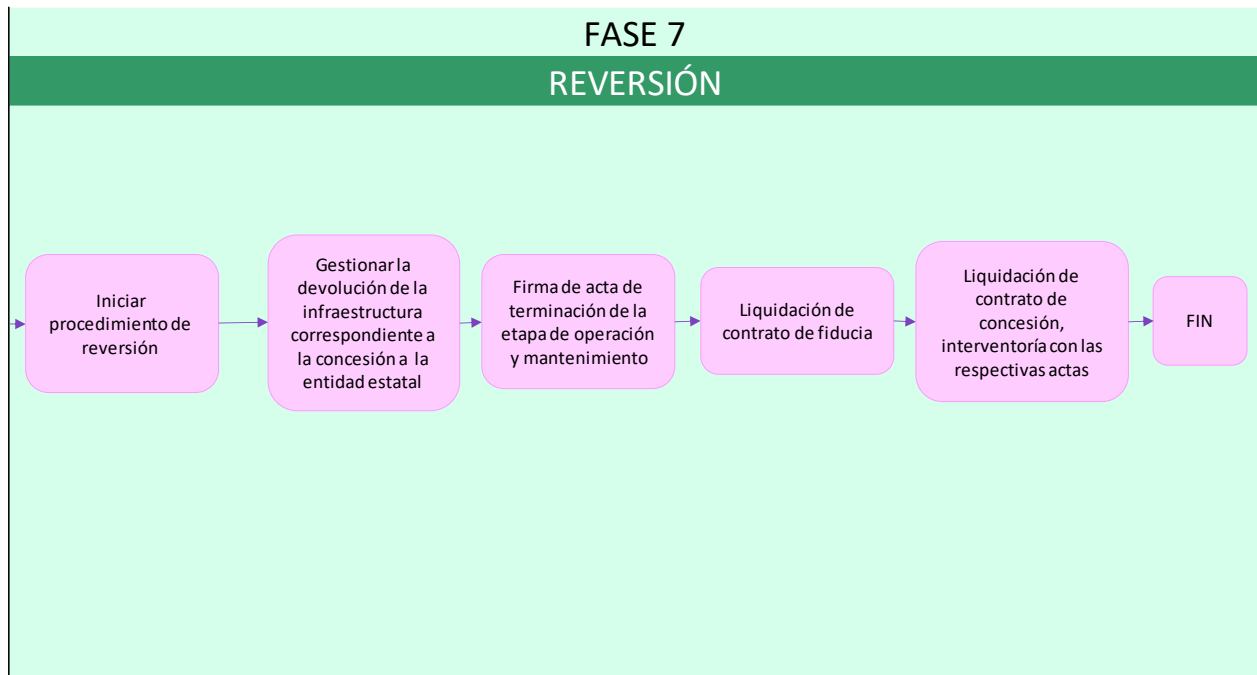 FASE 7
REVERSIÓN
Iniciar
procedimiento de
reversión
Gestionar la
devolución de la
infraestructura
correspondiente a
la concesión a la
entidad estatal
Firma de acta de
terminación de la
etapa de operación
y mantenimiento
Liquidación de
contrato de fiducia
Liquidación de
contrato de
concesión,
interventoría con las
respectivas actas
FIN